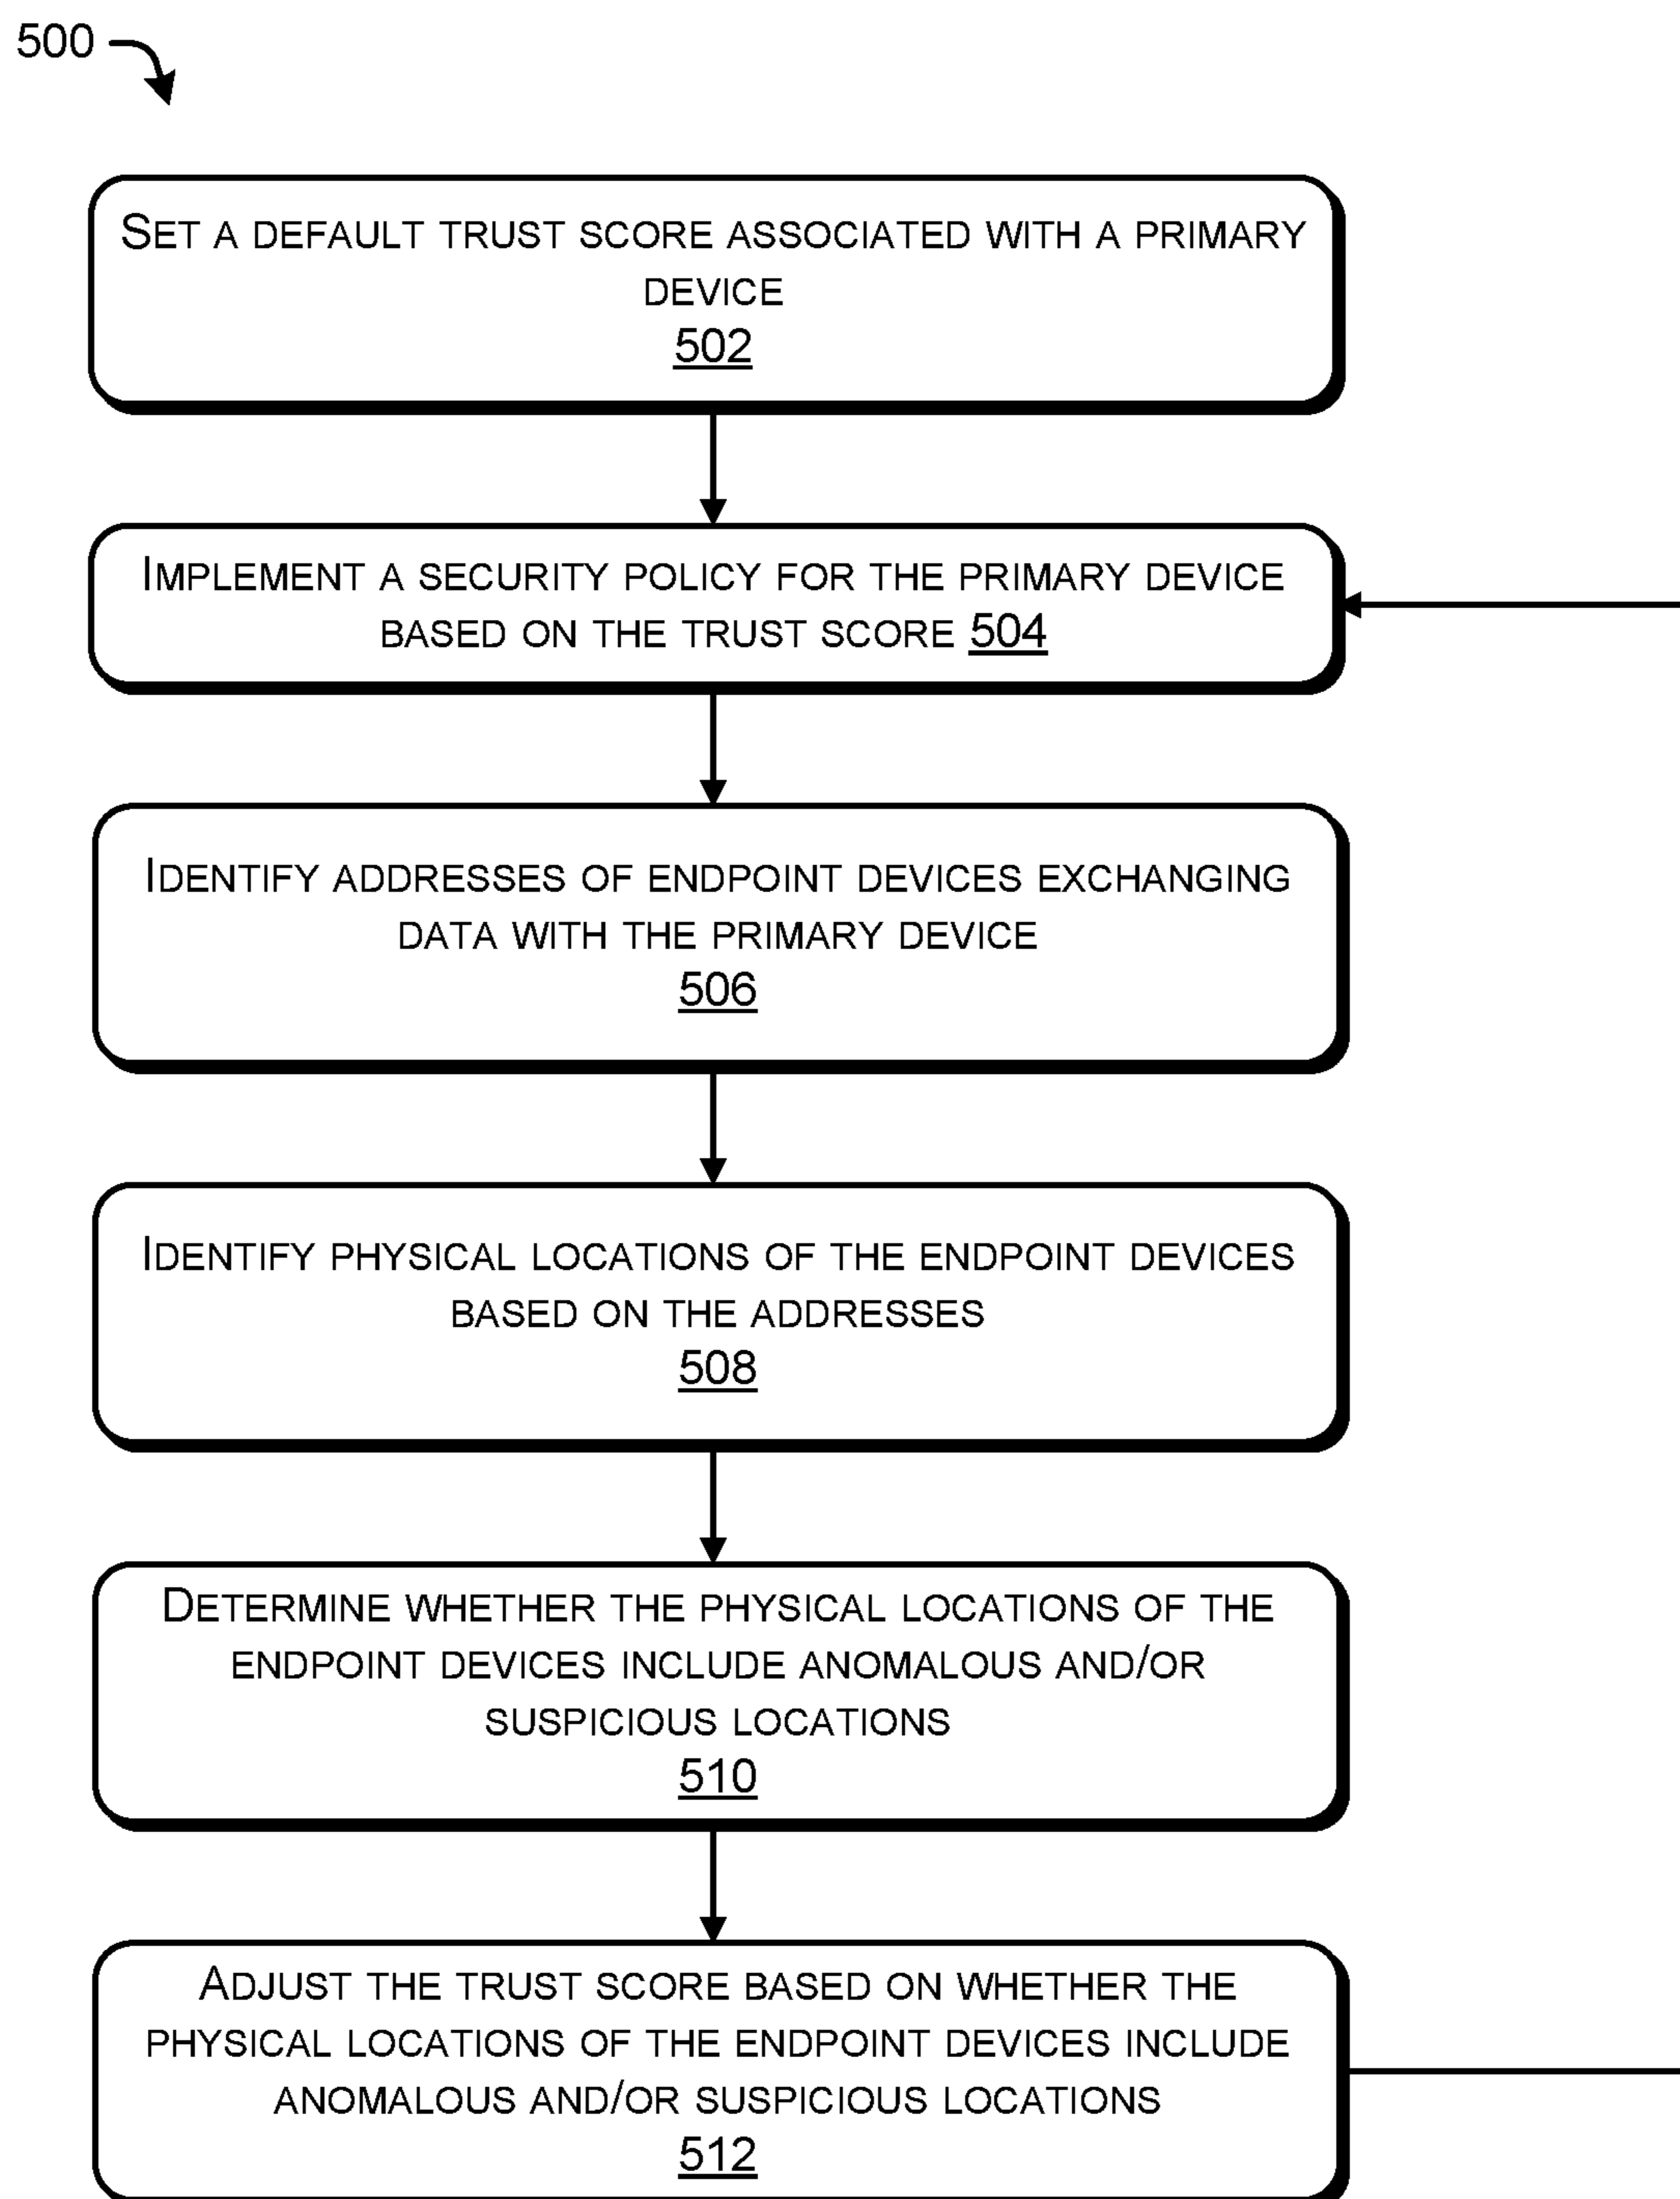 500
SET A DEFAULT TRUST SCORE ASSOCIATED WITH A PRIMARY
DEVICE
502
IMPLEMENT A SECURITY POLICY FOR THE PRIMARY DEVICE
BASED ON THE TRUST SCORE 504
IDENTIFY ADDRESSES OF ENDPOINT DEVICES EXCHANGING
DATA WITH THE PRIMARY DEVICE
506
IDENTIFY PHYSICAL LOCATIONS OF THE ENDPOINT DEVICES
BASED ON THE ADDRESSES
508
DETERMINE WHETHER THE PHYSICAL LOCATIONS OF THE
ENDPOINT DEVICES INCLUDE ANOMALOUS AND/OR
SUSPICIOUS LOCATIONS
510
ADJUST THE TRUST SCORE BASED ON WHETHER THE
PHYSICAL LOCATIONS OF THE ENDPOINT DEVICES INCLUDE
ANOMALOUS AND/OR SUSPICIOUS LOCATIONS
512